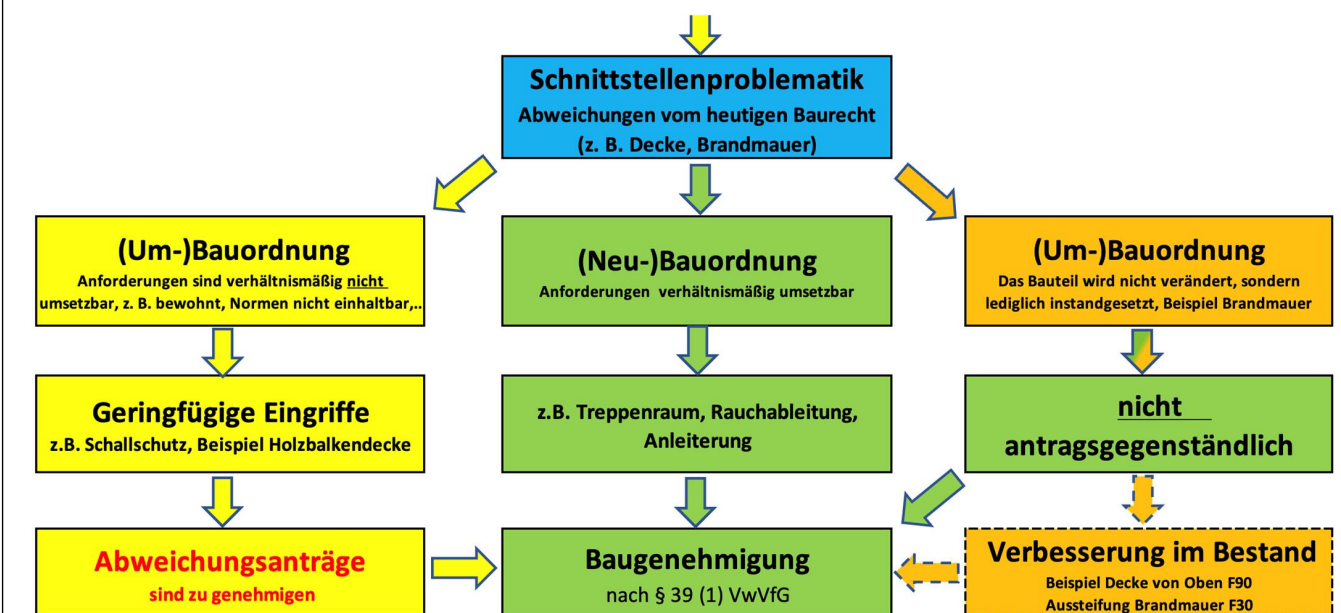 Schnittstellenproblematik
Abweichungen vom heutigen Baurecht
(z. B. Decke, Brandmauer)
(Um-)Bauordnung
Anforderungen sind verhältnismäßig nicht
umsetzbar, z. B. bewohnt, Normen nicht einhaltbar,..
(Neu-)Bauordnung
Anforderungen verhältnismäßig umsetzbar
(Um-)Bauordnung
Das Bauteil wird nicht verändert, sondern
lediglich instandgesetzt, Beispiel Brandmauer
Geringfügige Eingriffe
z.B. Schallschutz, Beispiel Holzbalkendecke
z.B. Treppenraum, Rauchableitung,
Anleiterung
nicht
antragsgegenständlich
Abweichungsanträge
sind zu genehmigen
Baugenehmigung
nach § 39 (1) VwVfG
Verbesserung im Bestand
Beispiel Decke von Oben F90
Aussteifung Brandmauer F30